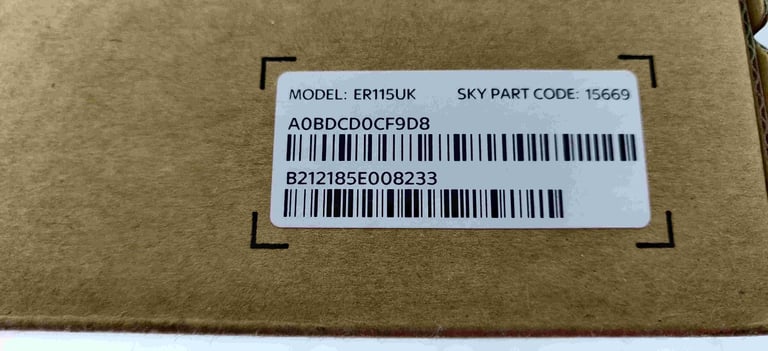 MODEL: ER115UK SKY PART CODE: 15669
A0BDCD0CF9D8
B212185E008233